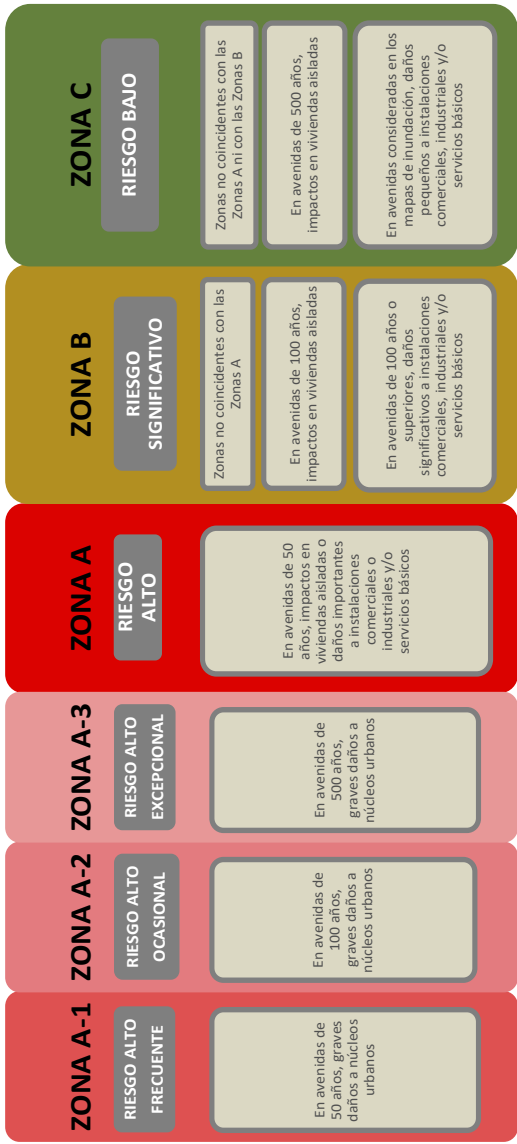 ZONA A-1
RIESGO ALTO
FRECUENTE
En avenidas de
50 años, graves
daños a núcleos
urbanos
ZONA A-2
RIESGO ALTO
OCASIONAL
En avenidas de
100 años,
graves daños a
núcleos urbanos
ZONA A-3
RIESGO ALTO
EXCEPCIONAL
En avenidas de
500 años,
graves daños a
núcleos urbanos
ZONA A
RIESGO
ALTO
En avenidas de 50
años, impactos en
viviendas aisladas o
daños importantes
a instalaciones
comerciales o
industriales y/o
servicios básicos
ZONA B
RIESGO
SIGNIFICATIVO
Zonas no coincidentes con las
Zonas A
En avenidas de 100 años,
impactos en viviendas aisladas
En avenidas de 100 años o
superiores, daños
significativos a instalaciones
comerciales, industriales y/o
servicios básicos
ZONA C
RIESGO BAJO
Zonas no coincidentes con las
Zonas A ni con las Zonas B
En avenidas de 500 años,
impactos en viviendas aisladas
En avenidas consideradas en los
mapas de inundación, daños
pequeños a instalaciones
comerciales, industriales y/o
servicios básicos